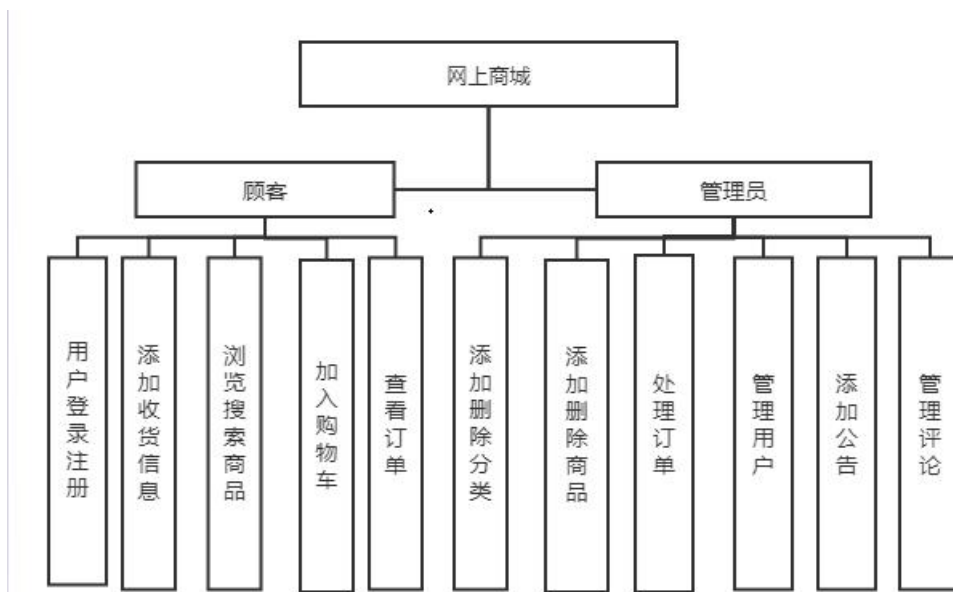 网上商城
顾客
管理员
用户登录注册
添加收货信息
浏览搜索商品
加入购物车
查看订单
添加删除分类
添加删除商品
处理订单
管理用户
添加公告
管理评论